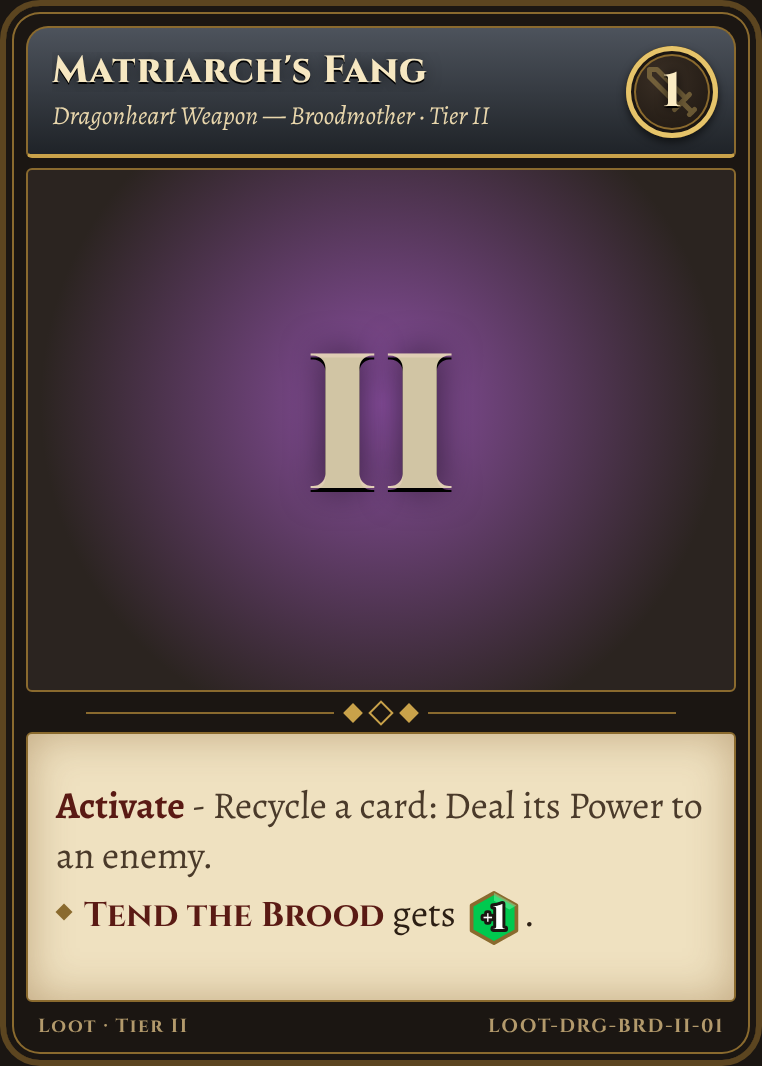 Matriarch's Fang
Dragonheart Weapon — Broodmother · Tier II
1
II
Activate - Recycle a card: Deal its Power to
an enemy.
Tend the Brood gets +1.
Loot · Tier II
LOOT-DRG-BRD-II-01